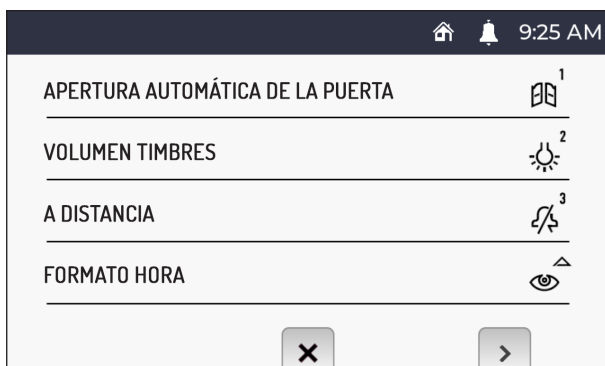 9:25 AM
APERTURA AUTOMÁTICA DE LA PUERTA 1
VOLUMEN TIMBRES 2
A DISTANCIA 3
FORMATO HORA